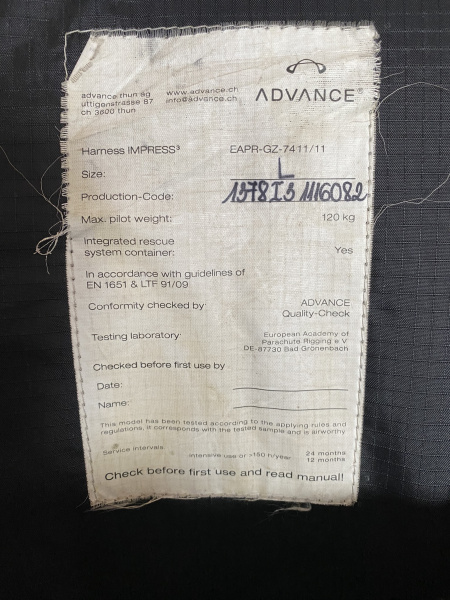 advance thun ag www.advance.ch
uttigenstrasse 87 info@advance.ch
ch 3600 thun
ADVANCE®
Harness IMPRESS³ EAPR-GZ-7411/11
Size: L
Production-Code: 1378I3 1116082
Max. pilot weight: 120 kg
Integrated rescue
system container: Yes
In accordance with guidelines of
EN 1651 & LTF 91/09
Conformity checked by: ADVANCE
Quality-Check
Testing laboratory European Academy of
Parachute Rigging e.V
DE-87730 Bad Grönenbach
Checked before first use by
Date:
Name:
This model has been tested according to the applying rules and
regulations, it corresponds with the tested sample and is airworthy
Service intervals: 24 months
intensive use or >150 h/year 12 months
Check before first use and read manual!